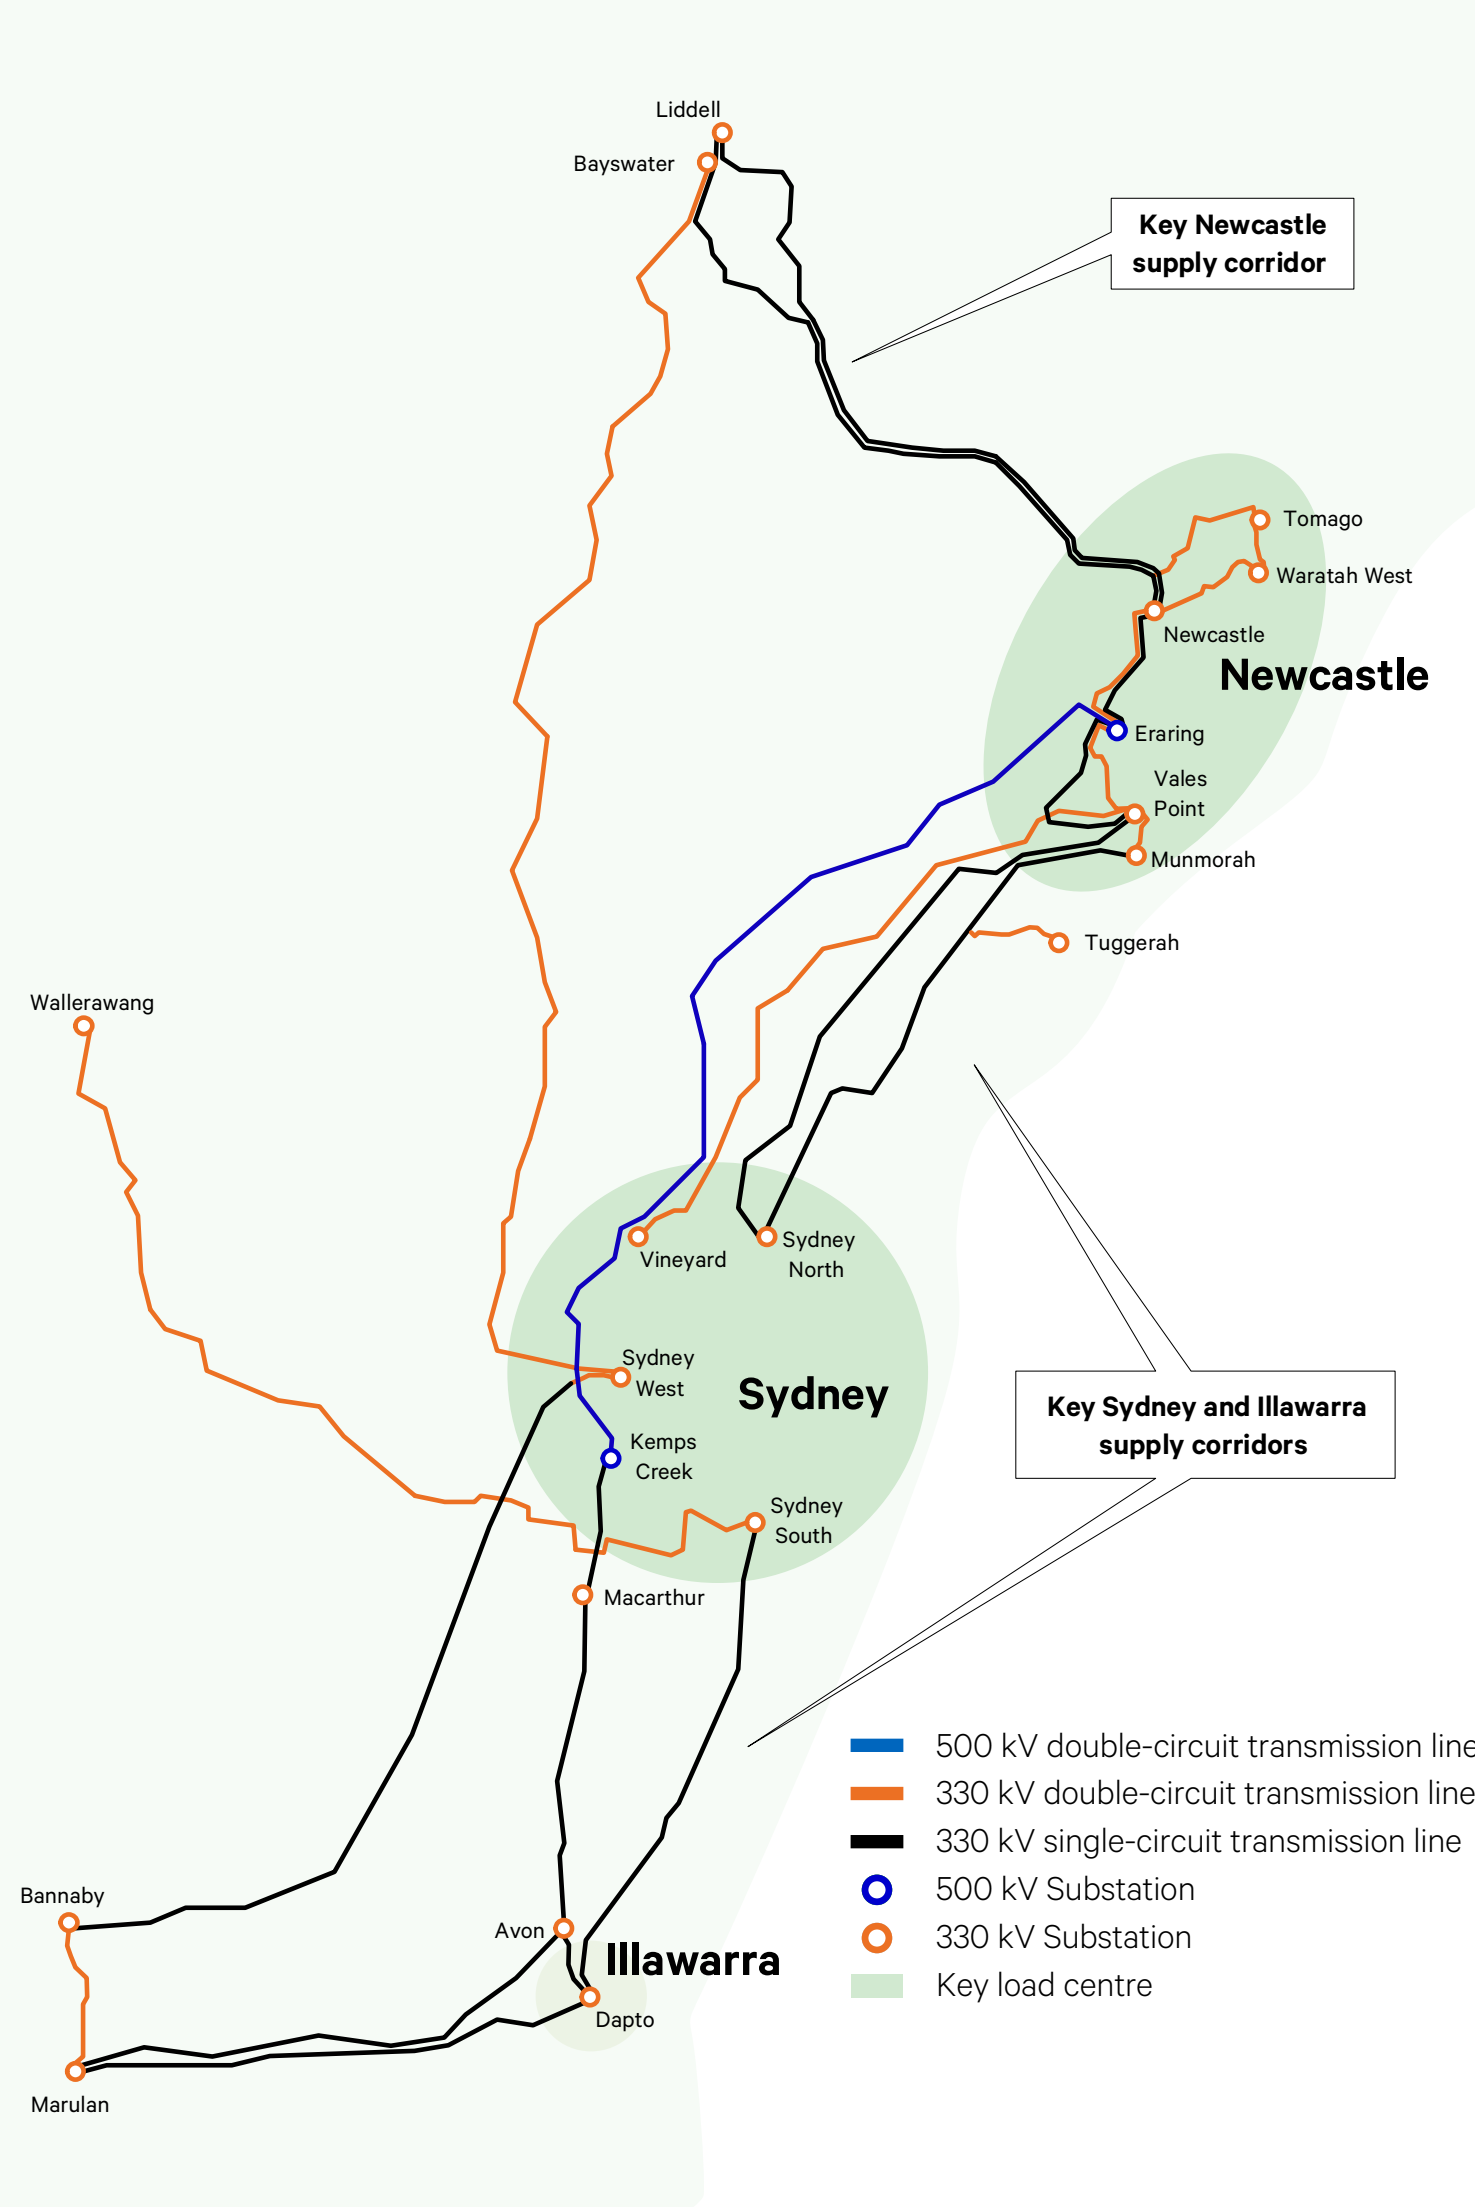 Liddell
Bayswater
Key Newcastle
supply corridor
Tomago
Waratah West
Newcastle
Newcastle
Eraring
Vales
Point
Munmorah
Tuggerah
Wallerawang
Vineyard
Sydney
North
Sydney
West
Sydney
Key Sydney and Illawarra
supply corridors
Kemps
Creek
Sydney
South
Macarthur
500 kV double-circuit transmission line
330 kV double-circuit transmission line
330 kV single-circuit transmission line
500 kV Substation
330 kV Substation
Key load centre
Bannaby
Avon
Illawarra
Dapto
Marulan